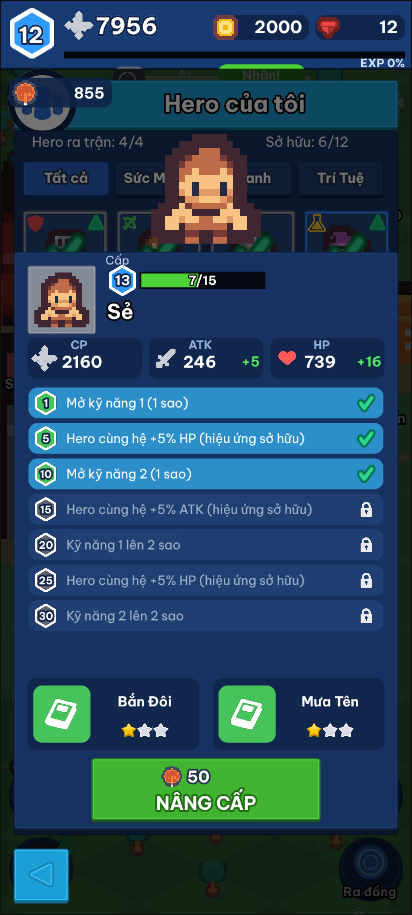 12
7956
2000
12
EXP 0%
Nhận!
855
Hero của tôi
Hero ra trận: 4/4
Sở hữu: 6/12
Tất cả
Sức M
anh
Trí Tuệ
Cấp
13
7/15
Sẻ
CP
2160
ATK
246
+5
HP
739
+16
1
Mở kỹ năng 1 (1 sao)
5
Hero cùng hệ +5% HP (hiệu ứng sở hữu)
10
Mở kỹ năng 2 (1 sao)
15
Hero cùng hệ +5% ATK (hiệu ứng sở hữu)
20
Kỹ năng 1 lên 2 sao
25
Hero cùng hệ +5% HP (hiệu ứng sở hữu)
30
Kỹ năng 2 lên 2 sao
Bắn Đôi
Mưa Tên
50
NÂNG CẤP
Ra đồng